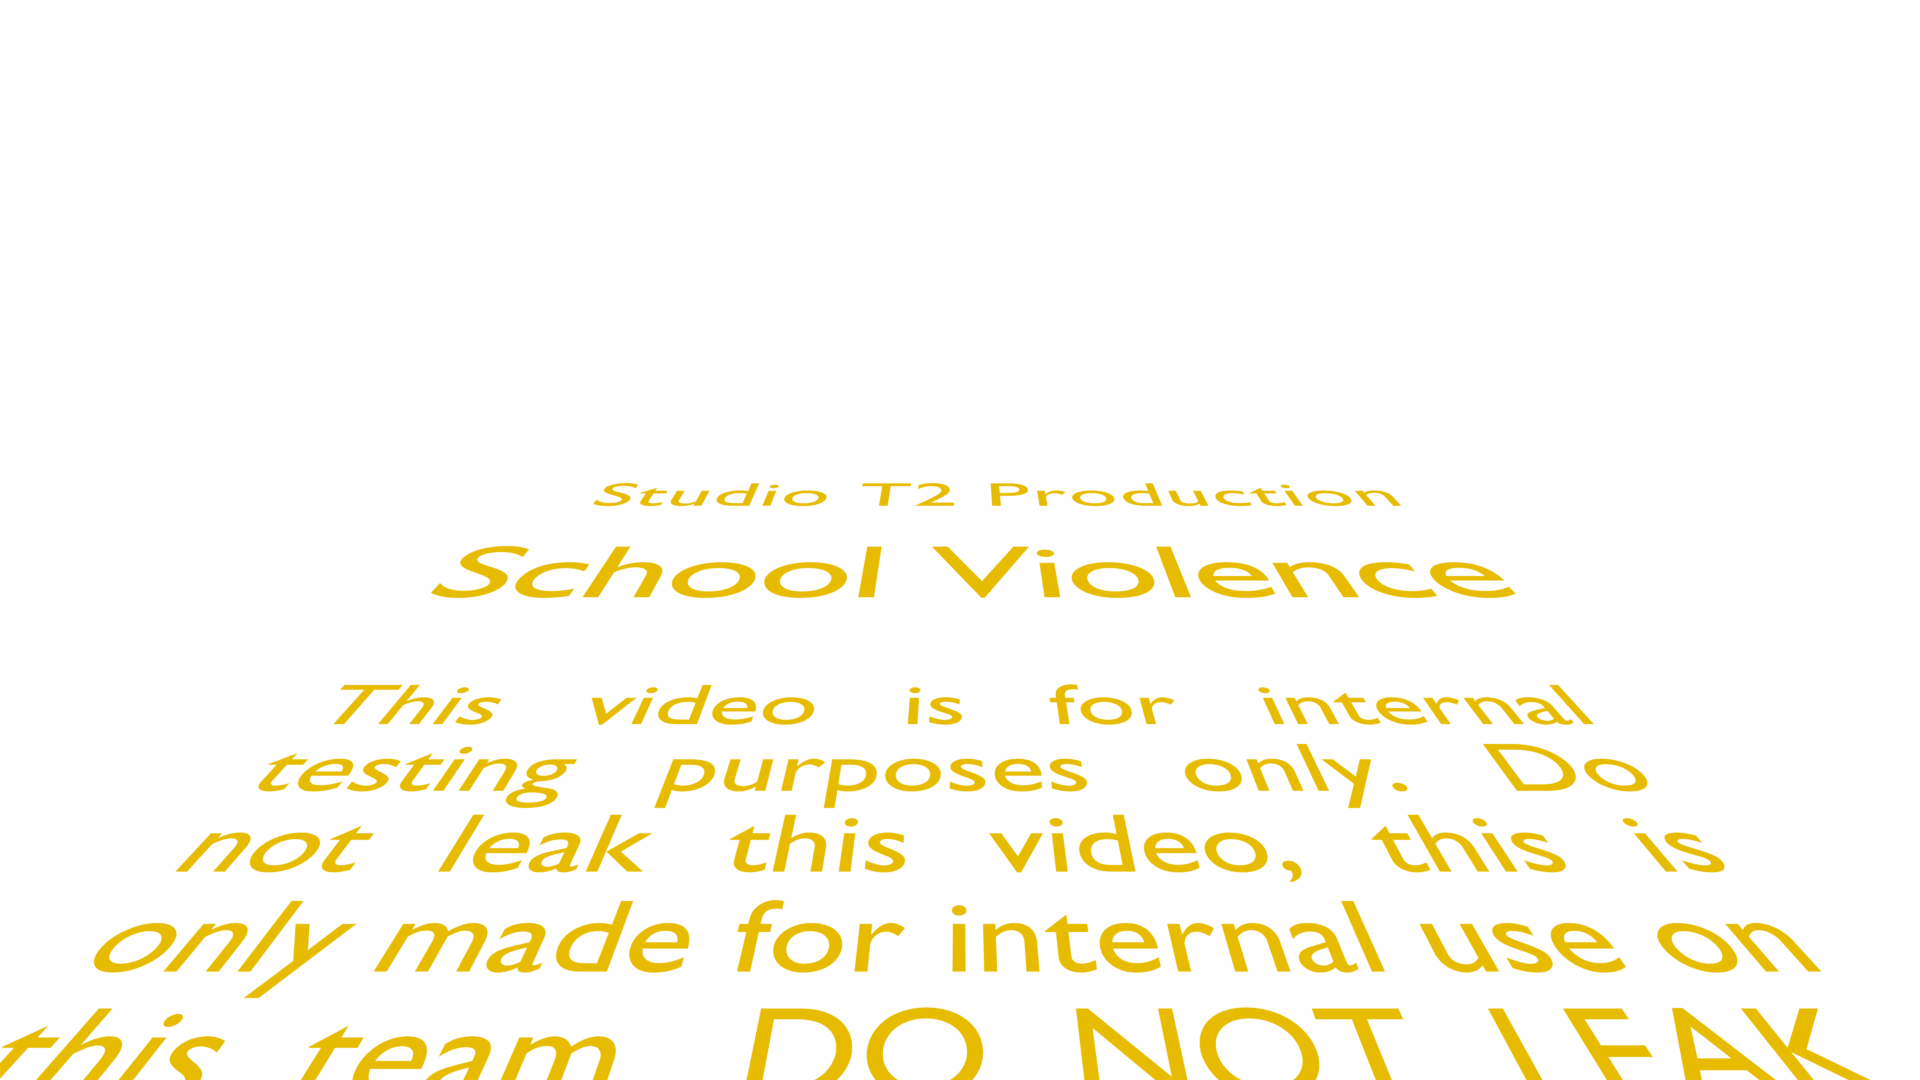 Studio T2 Production
School Violence
This video is for internal
testing purposes only. Do
not leak this video, this is
only made for internal use on
this team DO NOT LEAK